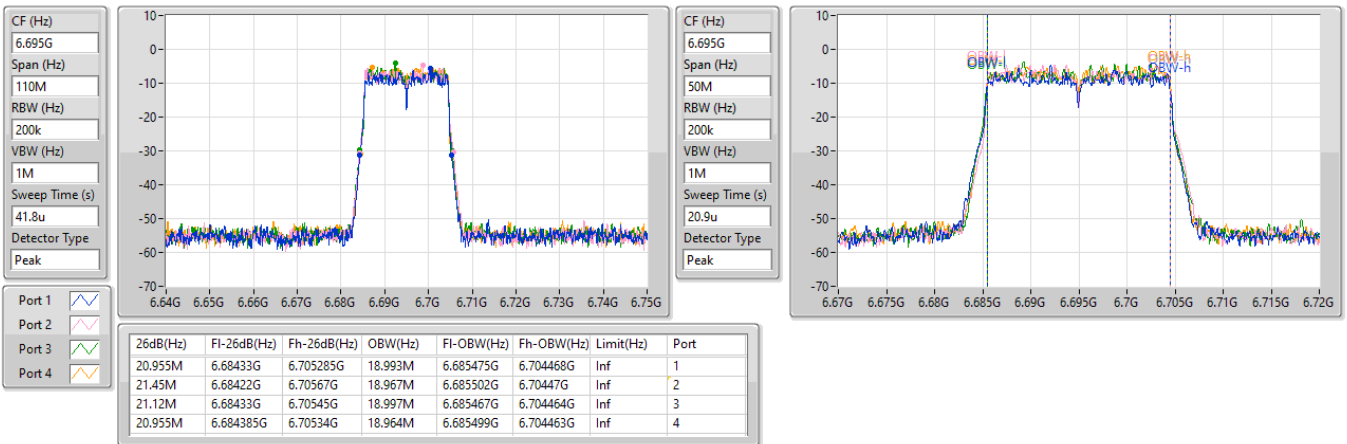 CF (Hz)
6.695G
Span (Hz)
110M
RBW (Hz)
200k
VBW (Hz)
1M
Sweep Time (s)
41.8u
Detector Type
Peak
10
0
-10
-20
-30
-40
-50
-60
-70
6.64G 6.65G 6.66G 6.67G 6.68G 6.69G 6.7G 6.71G 6.72G 6.73G 6.74G 6.75G
CF (Hz)
6.695G
Span (Hz)
50M
RBW (Hz)
200k
VBW (Hz)
1M
Sweep Time (s)
20.9u
Detector Type
Peak
10
0
-10
-20
-30
-40
-50
-60
-70
OBW-l
OBW-l
OBW-h
OBW-h
6.67G 6.675G 6.68G 6.685G 6.69G 6.695G 6.7G 6.705G 6.71G 6.715G 6.72G
Port 1
Port 2
Port 3
Port 4
26dB(Hz) Fl-26dB(Hz) Fh-26dB(Hz) OBW(Hz) Fl-OBW(Hz) Fh-OBW(Hz) Limit(Hz) Port
20.955M 6.68433G 6.705285G 18.993M 6.685475G 6.704468G Inf 1
21.45M 6.68422G 6.70567G 18.967M 6.685502G 6.70447G Inf 2
21.12M 6.68433G 6.70545G 18.997M 6.685467G 6.704464G Inf 3
20.955M 6.684385G 6.70534G 18.964M 6.685499G 6.704463G Inf 4